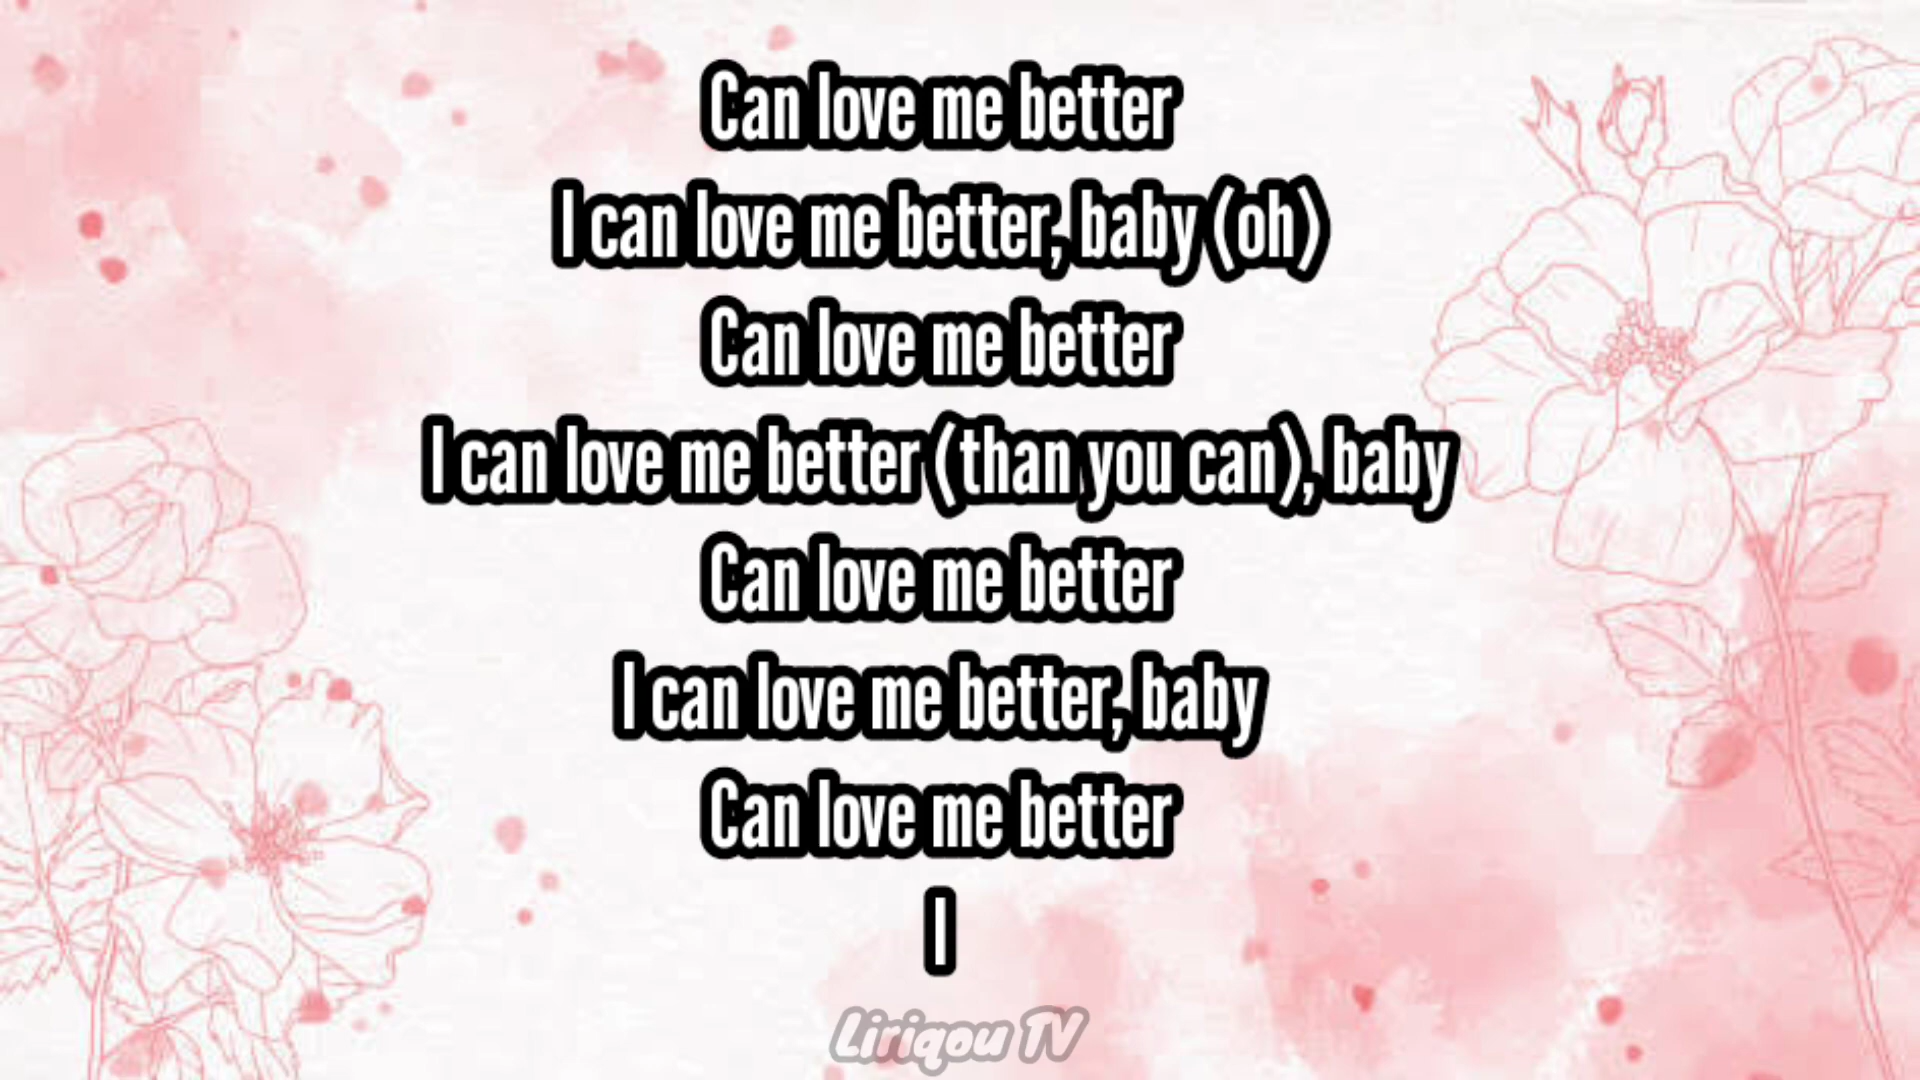 Can love me better
I can love me better, baby (oh)
Can love me better
I can love me better (than you can), baby
Can love me better
I can love me better, baby
Can love me better
I
Liriqou TV